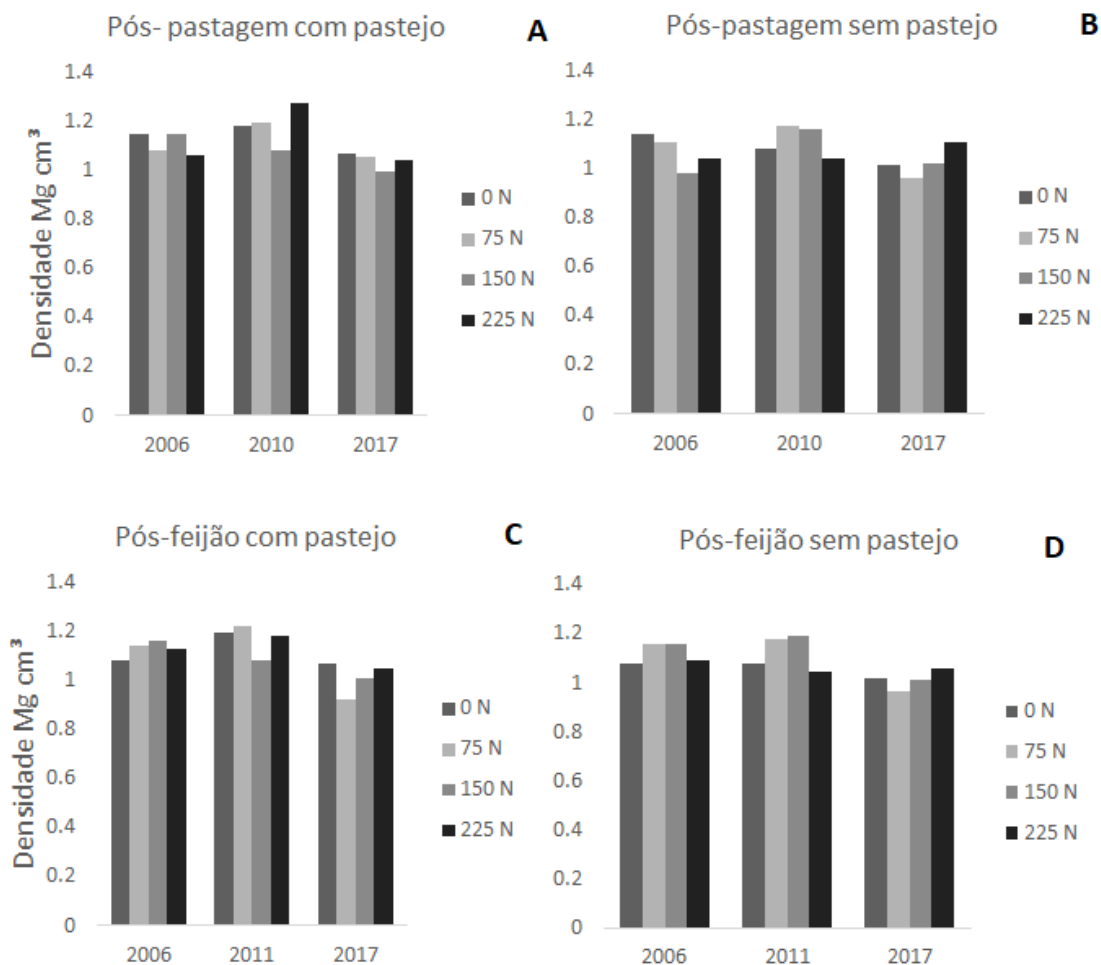 Pós- pastagem com pastejo
A
Densidade Mg cm³
1.4
1.2
1
0.8
0.6
0.4
0.2
0
2006 2010 2017
0 N
75 N
150 N
225 N
Pós-pastagem sem pastejo
B
1.4
1.2
1
0.8
0.6
0.4
0.2
0
2006 2010 2017
0 N
75 N
150 N
225 N
Pós-feijão com pastejo
C
Densidade Mg cm³
1.4
1.2
1
0.8
0.6
0.4
0.2
0
2006 2011 2017
0 N
75 N
150 N
225 N
Pós-feijão sem pastejo
D
1.4
1.2
1
0.8
0.6
0.4
0.2
0
2006 2011 2017
0 N
75 N
150 N
225 N